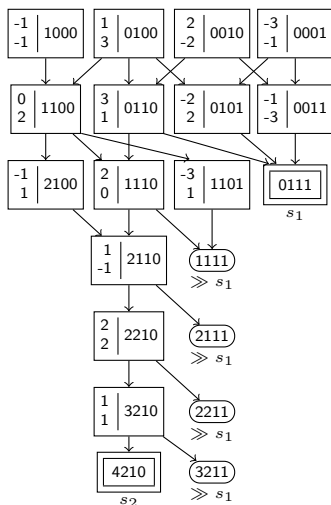 -1 -1 1000
1 3 0100
2 -2 0010
-3 -1 0001
0 2 1100
3 1 0110
-2 2 0101
-1 -3 0011
-1 1 2100
2 0 1110
-3 1 1101
0111
s1
1 -1 2110
1111
≫ s1
2 2 2210
2111
≫ s1
1 1 3210
2211
≫ s1
4210
s2
3211
≫ s1